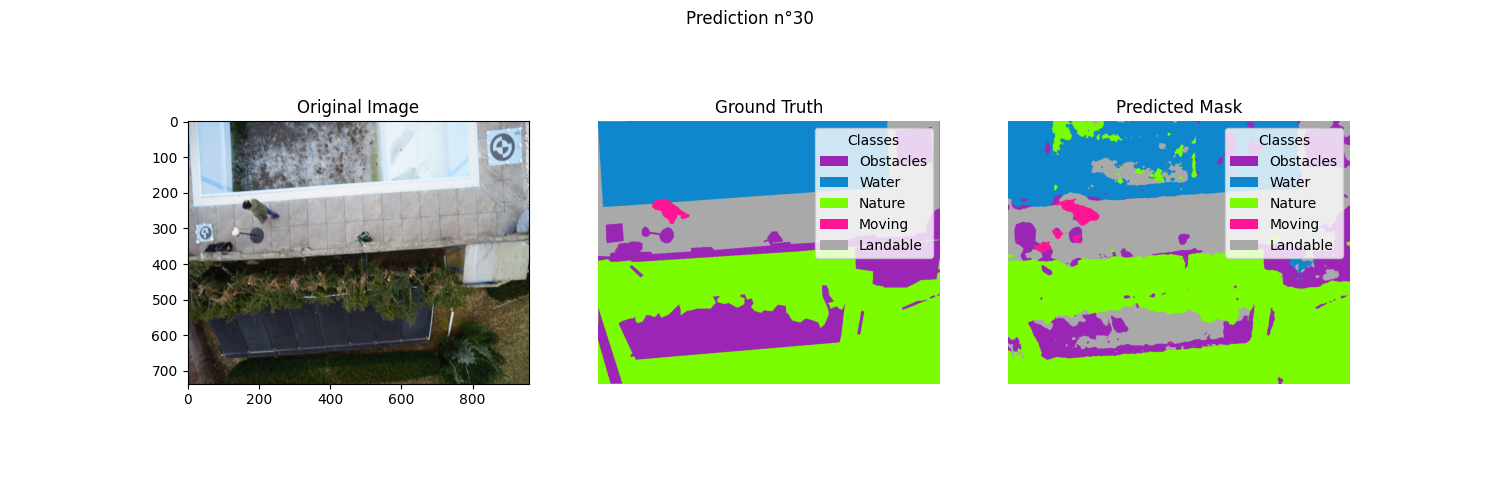 Prediction n°30
Original Image
0
100
200
300
400
500
600
700
0
200
400
600
800
Ground Truth
Classes
Obstacles
Water
Nature
Moving
Landable
Predicted Mask
Classes
Obstacles
Water
Nature
Moving
Landable